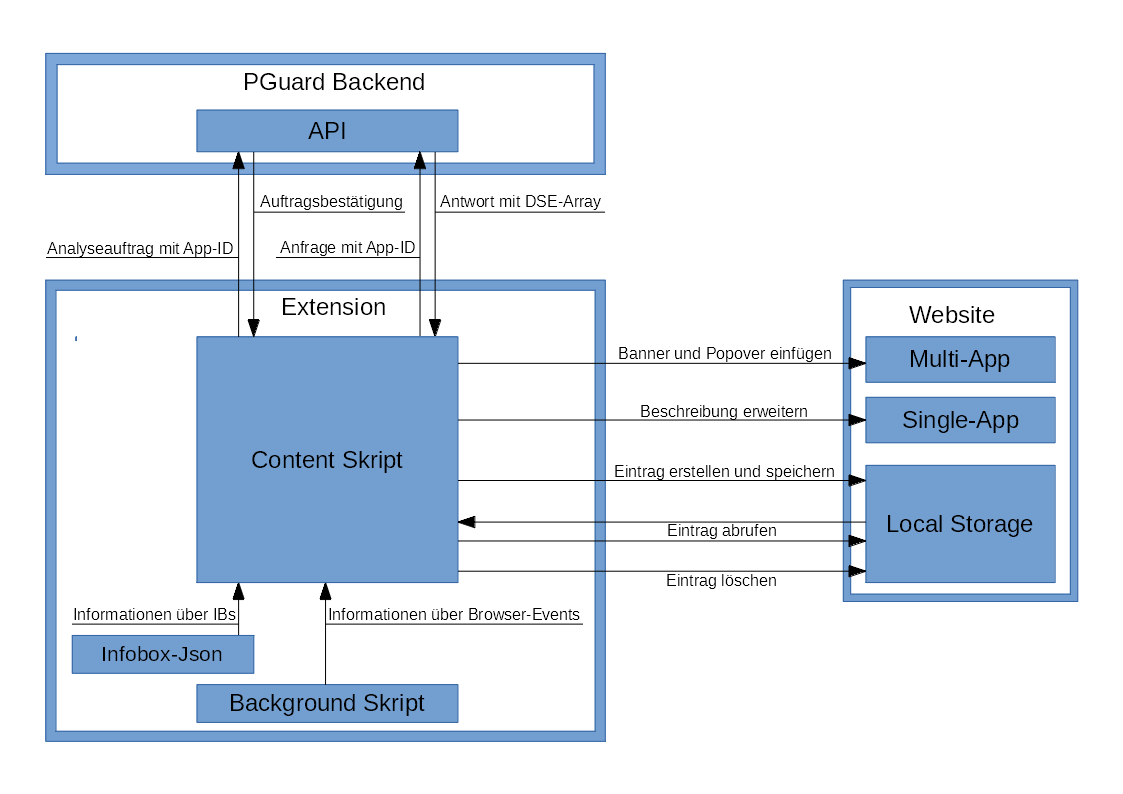 PGuard Backend
API
Auftragsbestätigung
Antwort mit DSE-Array
Analyseauftrag mit App-ID
Anfrage mit App-ID
Extension
Website
Banner und Popover einfügen
Multi-App
Beschreibung erweitern
Single-App
Content Skript
Eintrag erstellen und speichern
Local Storage
Eintrag abrufen
Eintrag löschen
Informationen über IBs
Informationen über Browser-Events
Infobox-Json
Background Skript